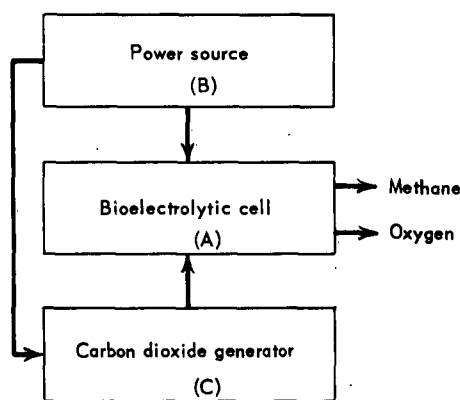 Power source
(B)
Bioelectrolytic cell
(A)
Methane
Oxygen
Carbon dioxide generator
(C)